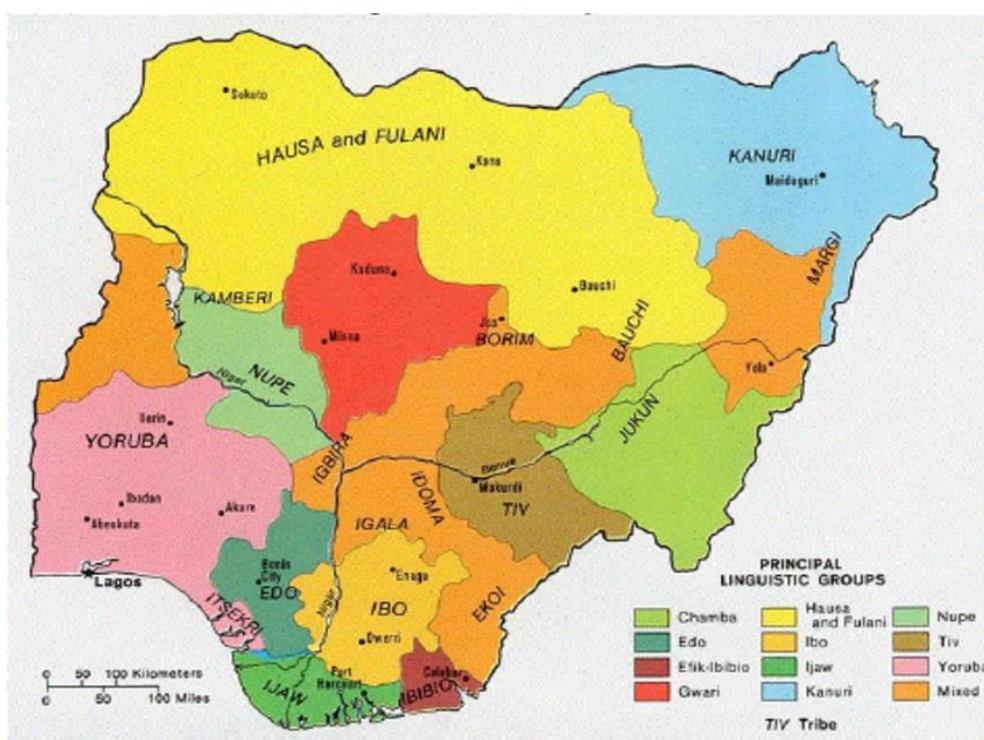 Sokoto
HAUSA and FULANI
Kano
KANURI
Maiduguri
MARGI
Kaduna
KAMBERI
Bauchi
BAUCHI
Jos
BORIM
Minna
Niger
NUPE
Yola
JUKUN
Ilorin
YORUBA
IGBIRA
Benue
Makurdi
TIV
IDOMA
Ibadan
Abeokuta
Akure
IGALA
Lagos
Benin
City
EDO
Enugu
IBO
Niger
EKOI
ITSEKRI
Owerri
IJAW
Port
Harcourt
Calabar
IBIBIO
0 50 100 Kilometers
0 50 100 Miles
PRINCIPAL
LINGUISTIC GROUPS
Chamba
Edo
Efik-Ibibio
Gwari
Hausa
and Fulani
Ibo
Ijaw
Kanuri
Nupe
Tiv
Yoruba
Mixed
TIV Tribe